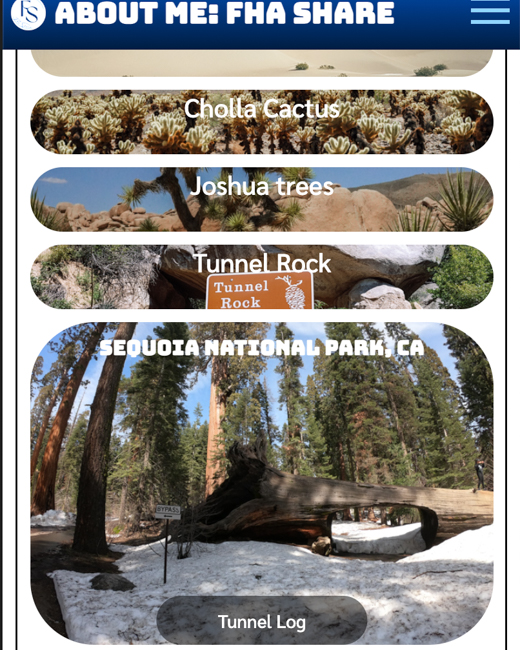 FS
ABOUT ME: FHA SHARE
Cholla Cactus
Joshua trees
Tunnel Rock
Tunnel
Rock
SEQUOIA NATIONAL PARK, CA
BYPASS
Tunnel Log